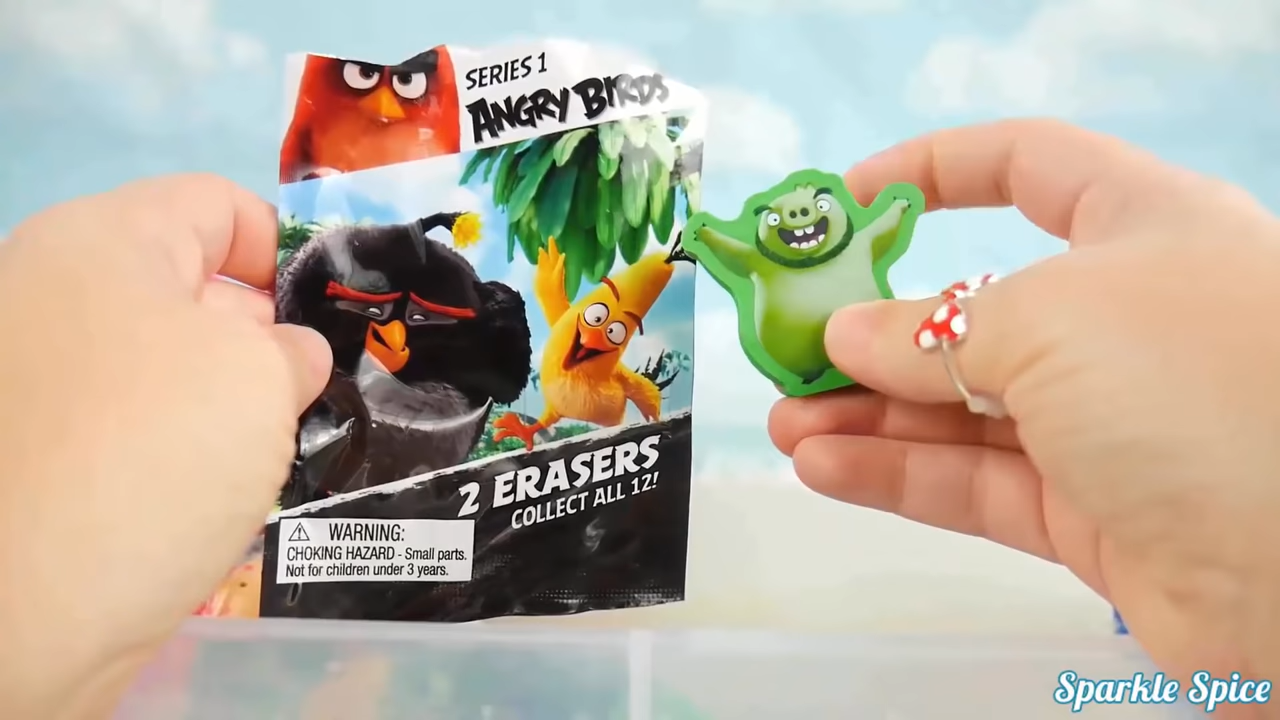 SERIES 1
ANGRY BIRDS
2 ERASERS
COLLECT ALL 12!
WARNING:
CHOKING HAZARD - Small parts.
Not for children under 3 years.
Sparkle Spice